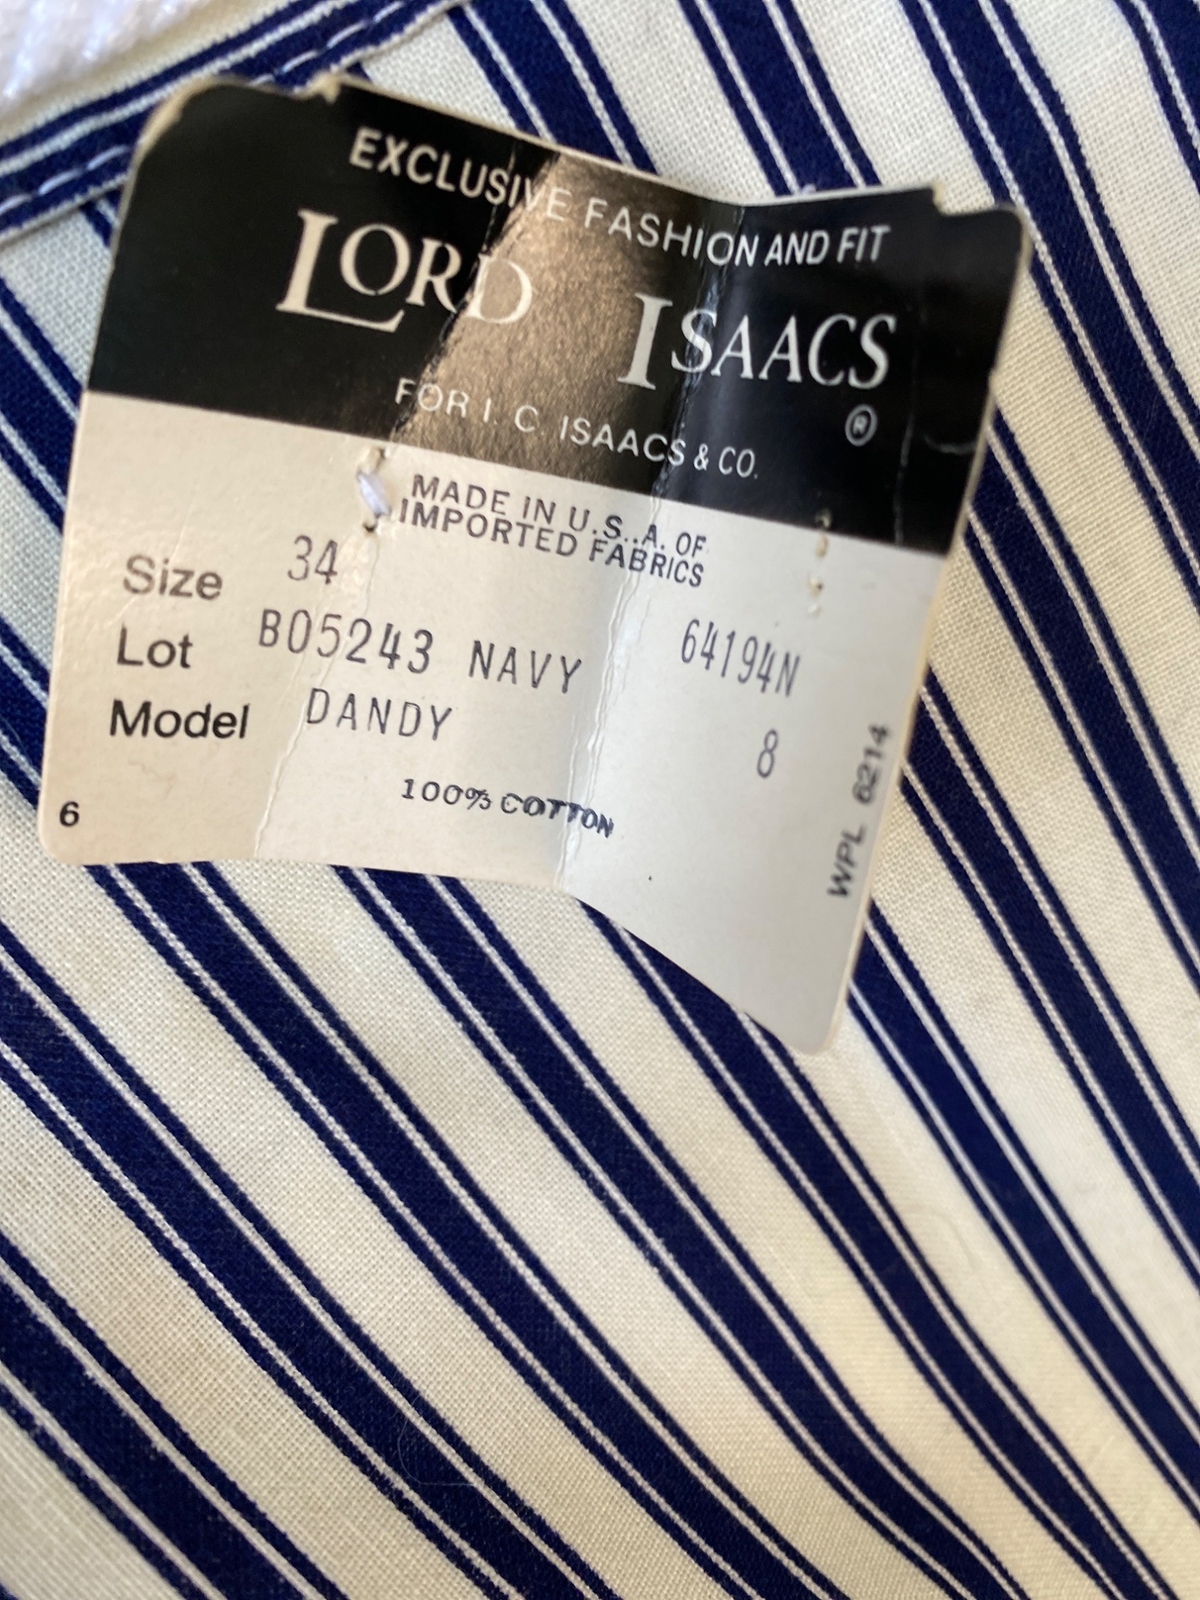 EXCLUSIVE FASHION AND FIT
LORD ISAACS ®
FOR I. C. ISAACS & CO.
MADE IN U.S.A. OF
IMPORTED FABRICS
Size 34
Lot B05243 NAVY 64194N
Model DANDY 8
100% COTTON
6
WPL 6214